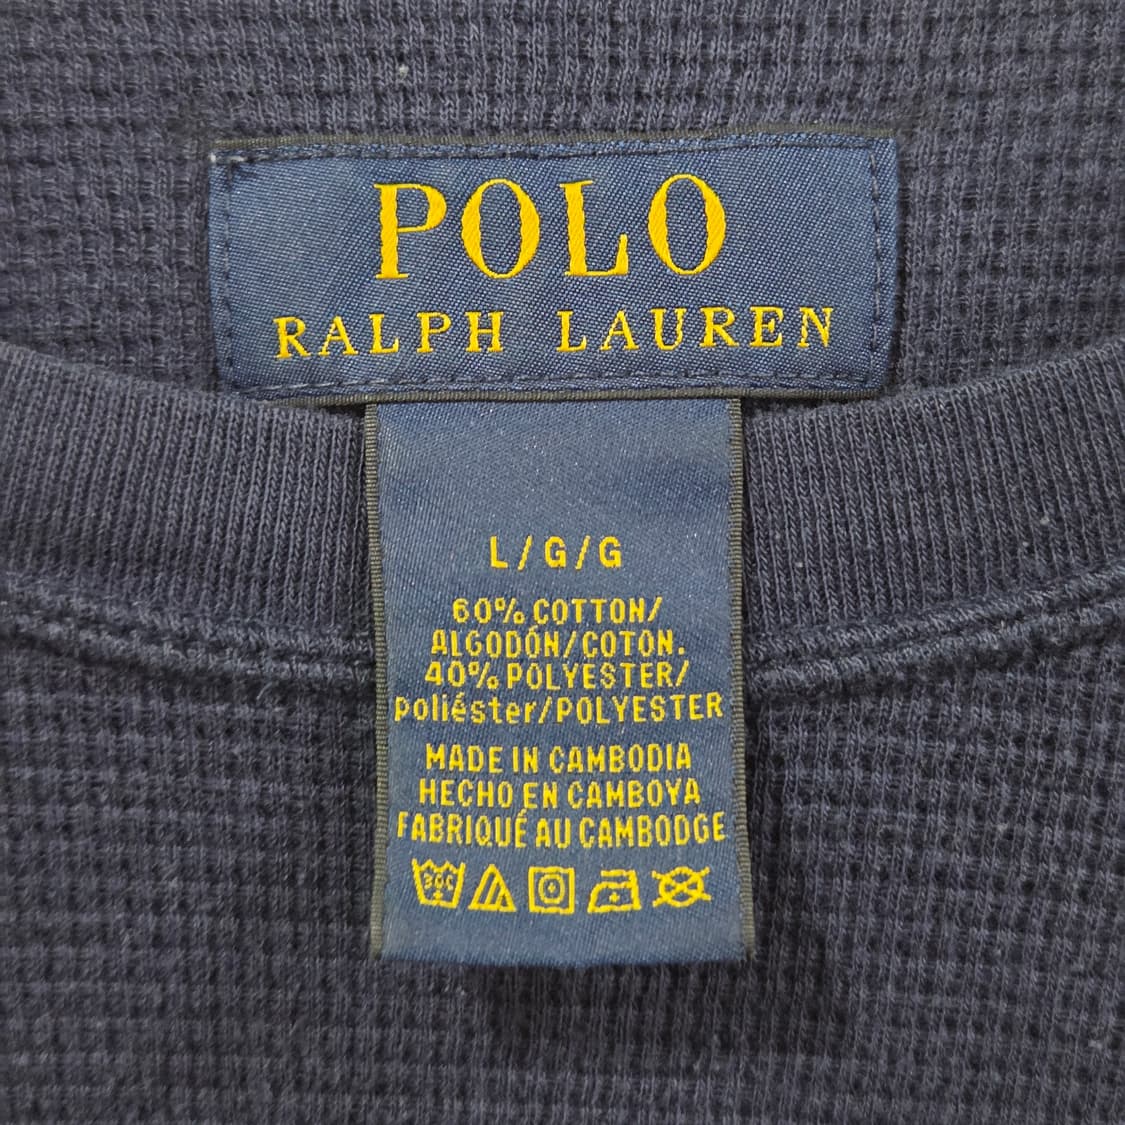 POLO
RALPH LAUREN
L/G/G
60% COTTON/
ALGODÓN/COTON.
40% POLYESTER/
poliéster/POLYESTER
MADE IN CAMBODIA
HECHO EN CAMBOYA
FABRIQUÉ AU CAMBODGE
30C